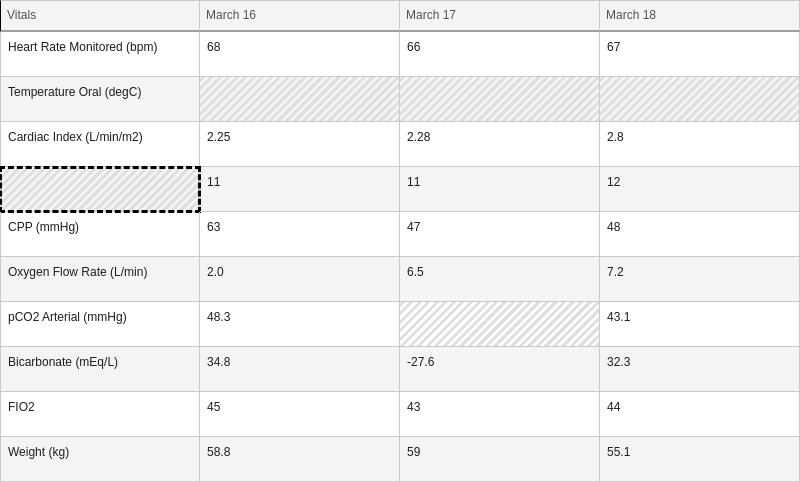 Vitals March 16 March 17 March 18
Heart Rate Monitored (bpm) 68 66 67
Temperature Oral (degC)
Cardiac Index (L/min/m2) 2.25 2.28 2.8
11 11 12
CPP (mmHg) 63 47 48
Oxygen Flow Rate (L/min) 2.0 6.5 7.2
pCO2 Arterial (mmHg) 48.3 43.1
Bicarbonate (mEq/L) 34.8 -27.6 32.3
FIO2 45 43 44
Weight (kg) 58.8 59 55.1